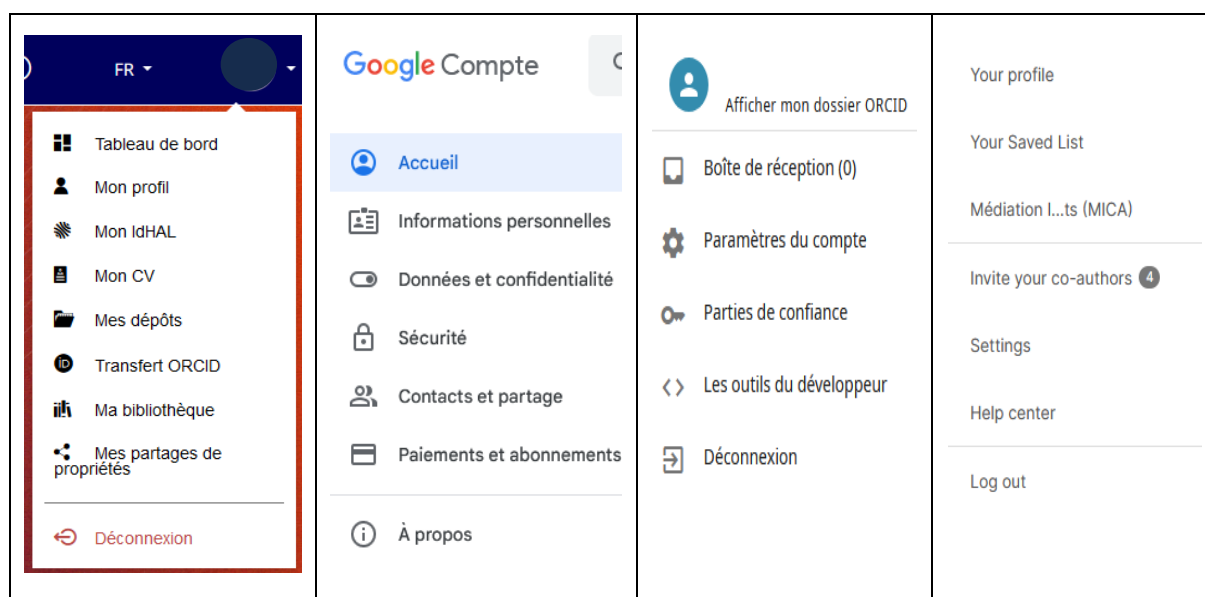 FR
Tableau de bord
Mon profil
Mon IdHAL
Mon CV
Mes dépôts
iD
Transfert ORCID
Ma bibliothèque
Mes partages de
propriétés
Déconnexion
Google Compte
Accueil
Informations personnelles
Données et confidentialité
Sécurité
Contacts et partage
Paiements et abonnements
À propos
Afficher mon dossier ORCID
Boîte de réception (0)
Paramètres du compte
Parties de confiance
Les outils du développeur
Déconnexion
Your profile
Your Saved List
Médiation I...ts (MICA)
Invite your co-authors 4
Settings
Help center
Log out